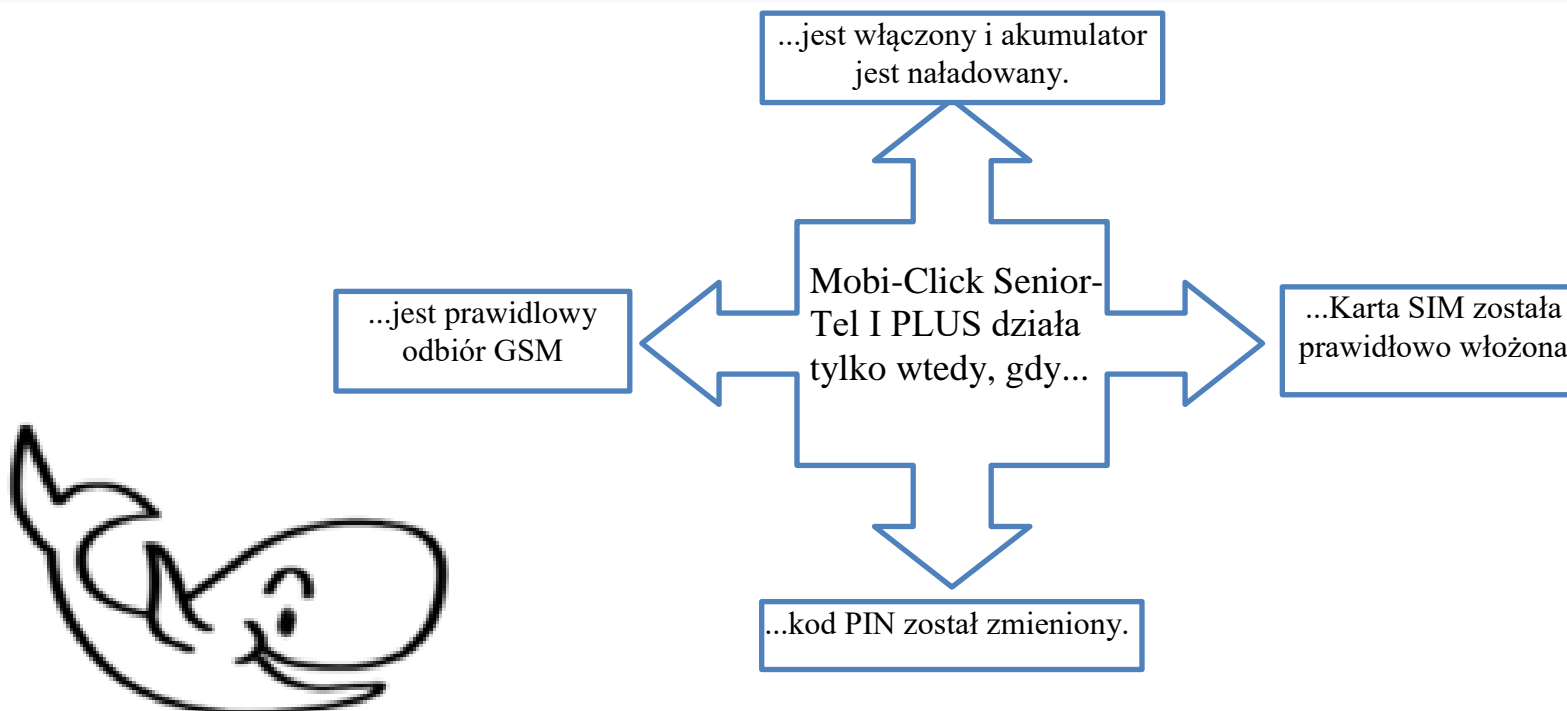 ...jest włączony i akumulator
jest naładowany.
...jest prawidlowy
odbiór GSM
Mobi-Click Senior-
Tel I PLUS działa
tylko wtedy, gdy...
...Karta SIM została
prawidłowo włożona
...kod PIN został zmieniony.